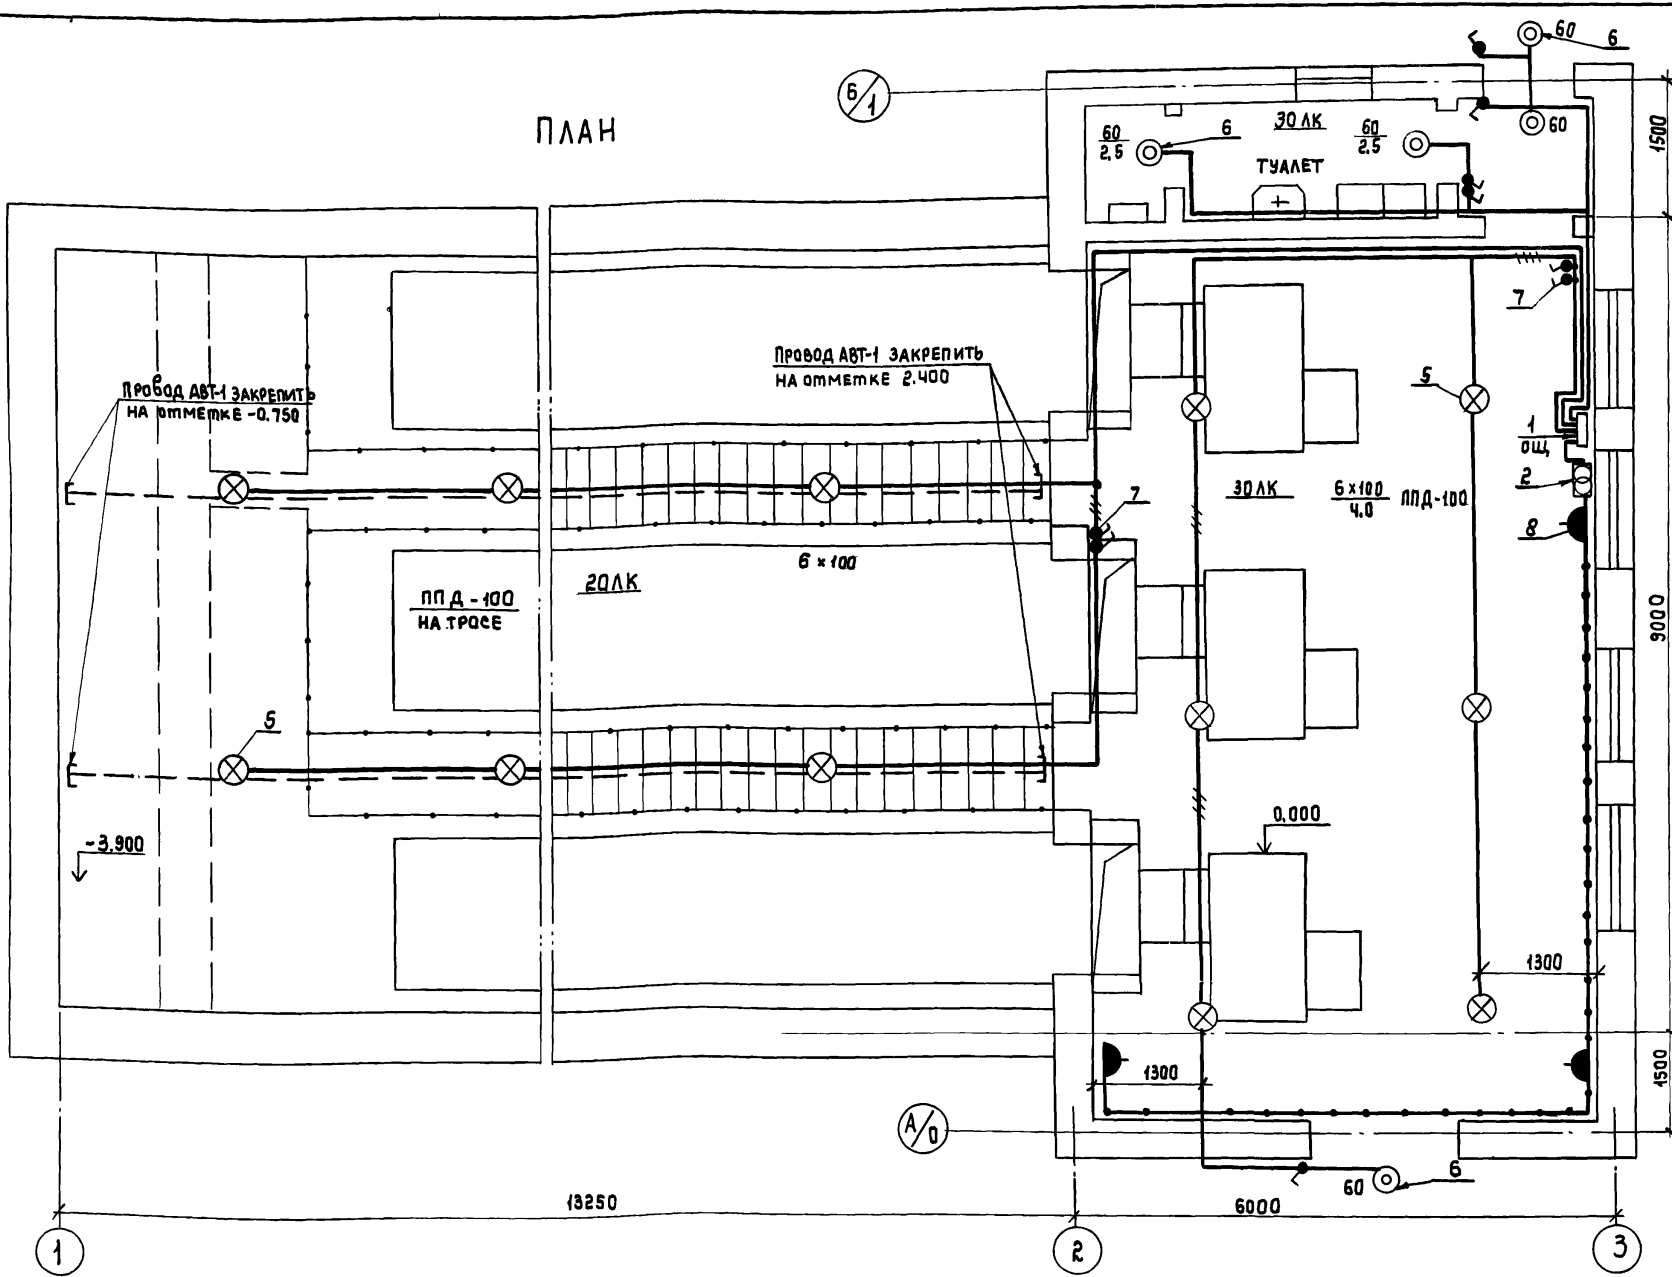 ПЛАН
Б/1
60
6
60
30 ЛК
60
2,5
6
60
2.5
ТУАЛЕТ
1500
7
ПРОВОД АВТ-1 ЗАКРЕПИТЬ
НА ОТМЕТКЕ 2.400
ПРОВОД АВТ-1 ЗАКРЕПИТЬ
НА ОТМЕТКЕ -0.750
5
1
ОЩ
2
8
7
30 ЛК
6×100
4.0
ППД-100
6×100
20 ЛК
ППД-100
НА ТРОСЕ
9000
5
-3.900
0,000
1300
1300
1500
А/0
60
6
13250
6000
1
2
3